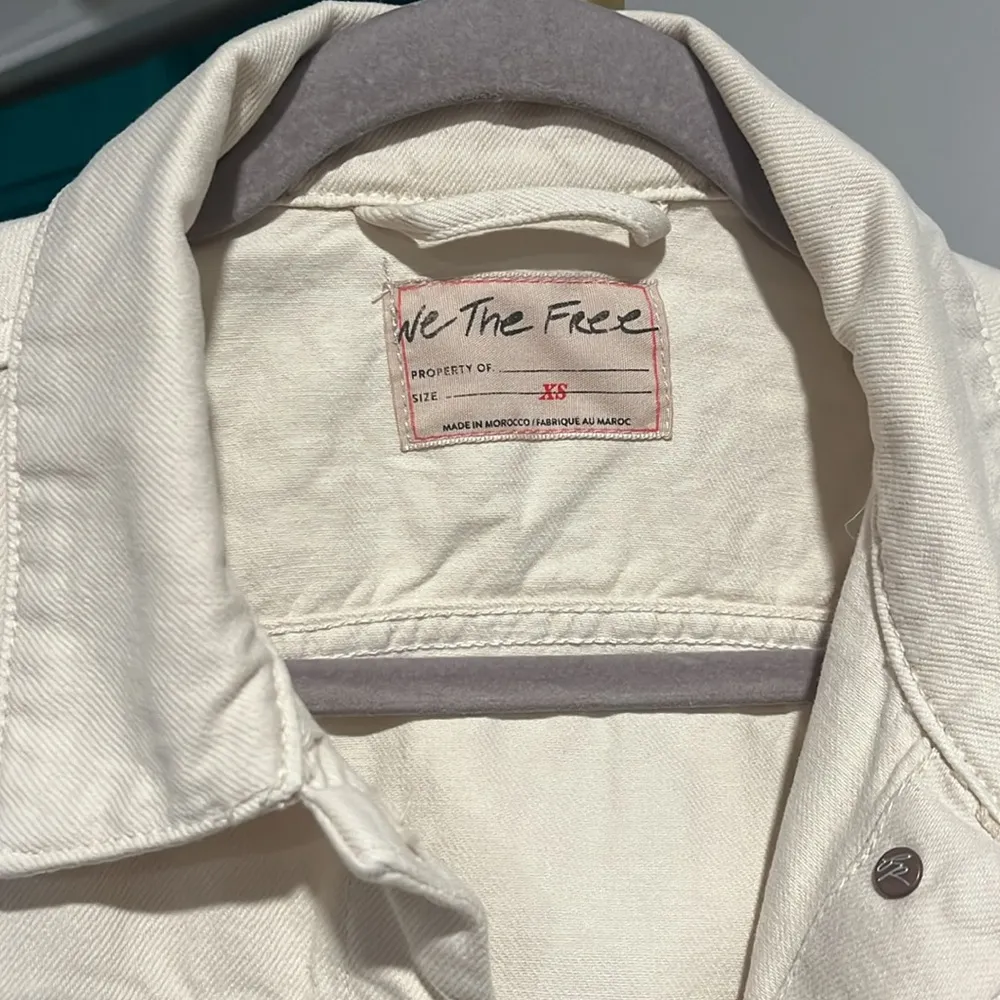 We The Free
PROPERTY OF.
SIZE XS
MADE IN MOROCCO / FABRIQUE AU MAROC